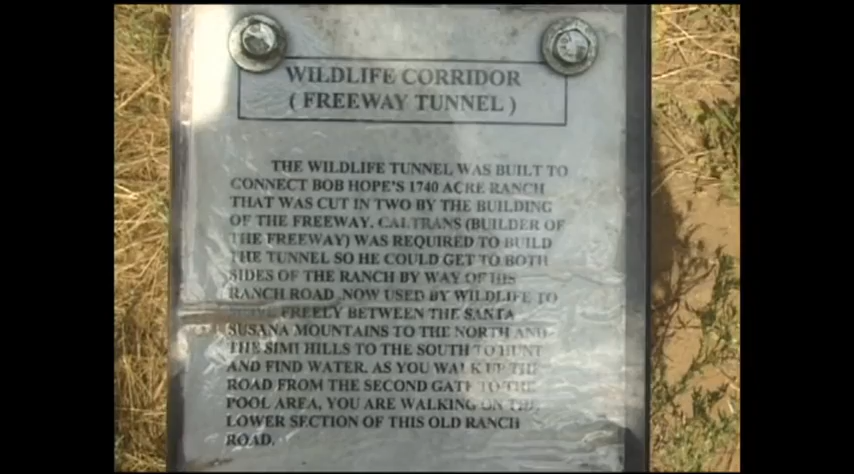 WILDLIFE CORRIDOR
( FREEWAY TUNNEL )
THE WILDLIFE TUNNEL WAS BUILT TO
CONNECT BOB HOPE'S 1740 ACRE RANCH
THAT WAS CUT IN TWO BY THE BUILDING
OF THE FREEWAY. CALTRANS (BUILDER OF
THE FREEWAY) WAS REQUIRED TO BUILD
THE TUNNEL SO HE COULD GET TO BOTH
SIDES OF THE RANCH BY WAY OF HIS
RANCH ROAD. NOW USED BY WILDLIFE TO
FREELY BETWEEN THE SANTA
SUSANA MOUNTAINS TO THE NORTH AND
THE SIMI HILLS TO THE SOUTH TO HUNT
AND FIND WATER. AS YOU WALK UP THE
ROAD FROM THE SECOND GATE TO THE
POOL AREA, YOU ARE WALKING ON THE
LOWER SECTION OF THIS OLD RANCH
ROAD.